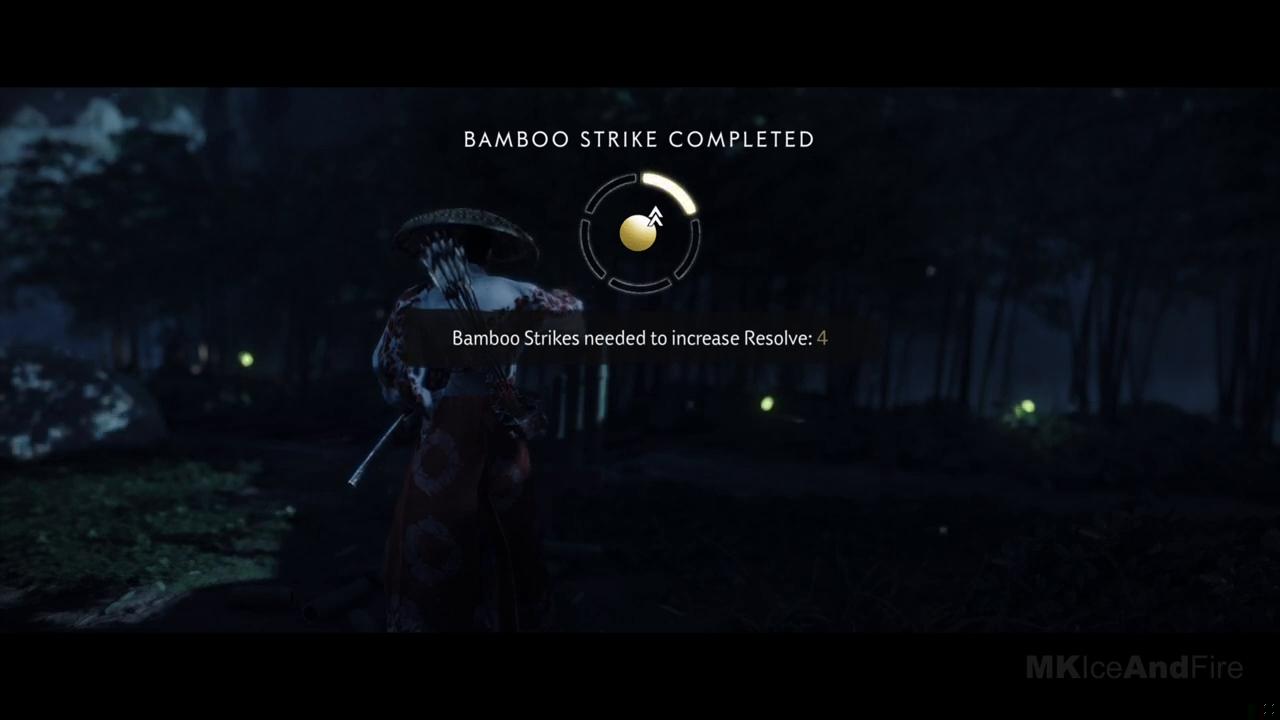 BAMBOO STRIKE COMPLETED
Bamboo Strikes needed to increase Resolve: 4
MKIceAndFire